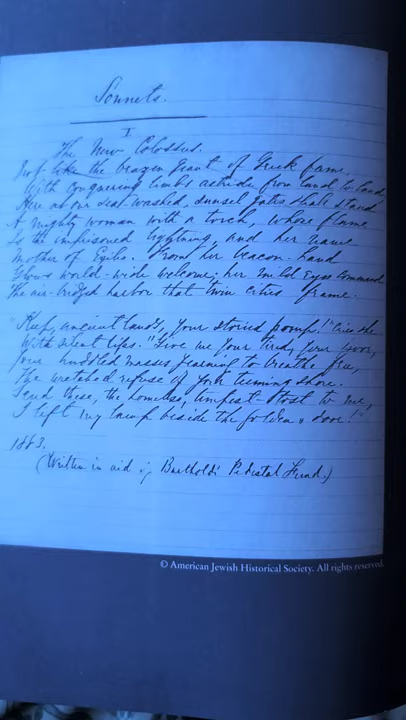 Sonnets.
I
The New Colossus.
Not like the brazen giant of Greek fame,
With conquering limbs astride from land to land,
Here at our sea-washed, sunset gates shall stand
A mighty woman with a torch, whose flame
Is the imprisoned lightning, and her name
Mother of Exiles. From her beacon-hand
Glows world-wide welcome; her mild eyes command
The air-bridged harbor that twin cities frame.
"Keep, ancient lands, your storied pomp!" cries she
With silent lips. "Give me your tired, your poor,
Your huddled masses yearning to breathe free,
The wretched refuse of your teeming shore.
Send these, the homeless, tempest-tost to me,
I lift my lamp beside the golden door!"
1883.
(Written in aid of Bartholdi Pedestal Fund.)
© American Jewish Historical Society. All rights reserved.